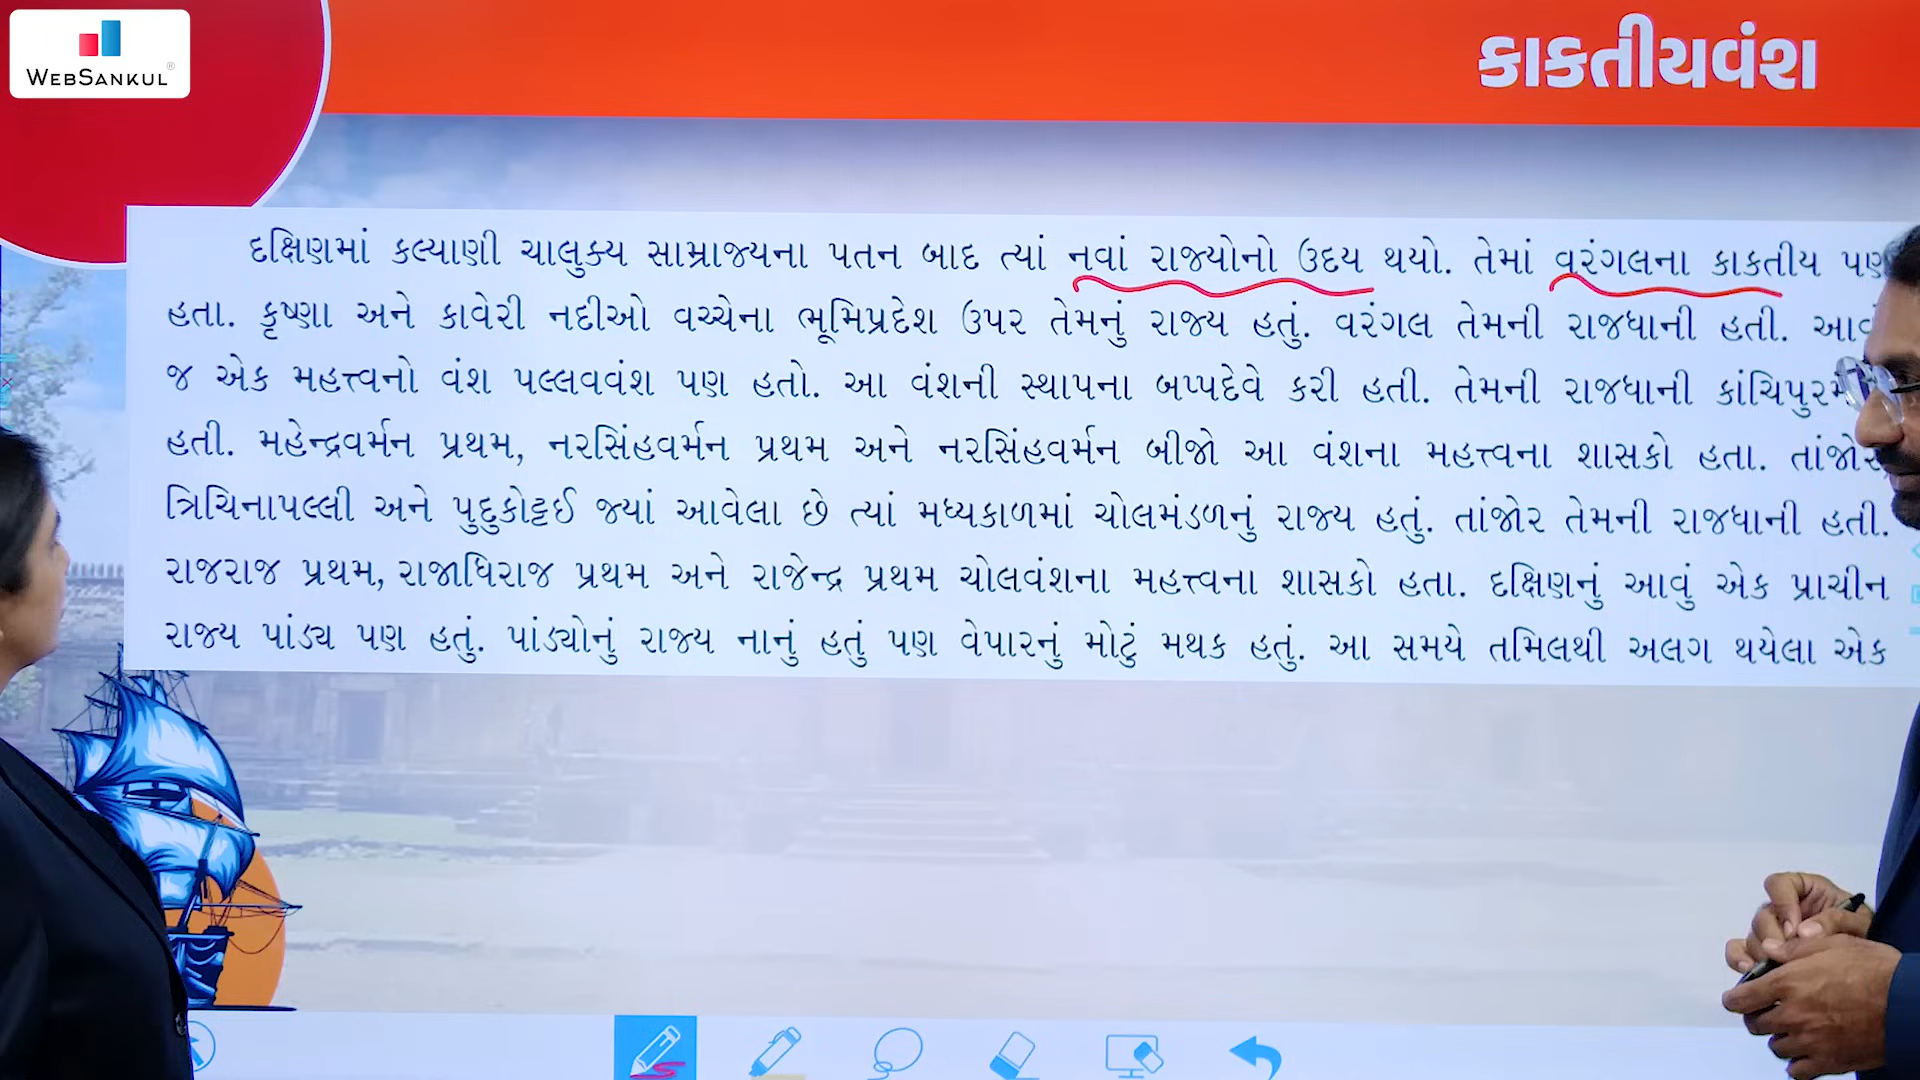 WEBSANKUL®
કાકતીયવંશ
દક્ષિણમાં કલ્યાણી ચાલુક્ય સામ્રાજ્યના પતન બાદ ત્યાં નવાં રાજ્યોનો ઉદય થયો. તેમાં વરંગલના કાકતીય પણ
હતા. કૃષ્ણા અને કાવેરી નદીઓ વચ્ચેના ભૂમિપ્રદેશ ઉપર તેમનું રાજ્ય હતું. વરંગલ તેમની રાજધાની હતી.
જ એક મહત્ત્વનો વંશ પલ્લવવંશ પણ હતો. આ વંશની સ્થાપના બપ્પદેવે કરી હતી. તેમની રાજધાની
હતી. મહેન્દ્રવર્મન પ્રથમ, નરસિંહવર્મન પ્રથમ અને નરસિંહવર્મન બીજો આ વંશના મહત્ત્વના શાસકો હતા.
ત્રિચિનાપલ્લી અને પુદુકોટ્ટઈ જ્યાં આવેલા છે ત્યાં મધ્યકાળમાં ચોલમંડળનું રાજ્ય હતું. તાંજોર તેમની રાજધાની હતી.
રાજરાજ પ્રથમ, રાજાધિરાજ પ્રથમ અને રાજેન્દ્ર પ્રથમ ચોલવંશના મહત્ત્વના શાસકો હતા. દક્ષિણનું આવું એક પ્રાચીન
રાજ્ય પાંડ્ય પણ હતું. પાંડ્યોનું રાજ્ય નાનું હતું પણ વેપારનું મોટું મથક હતું. આ સમયે તમિલથી અલગ થયેલા એક